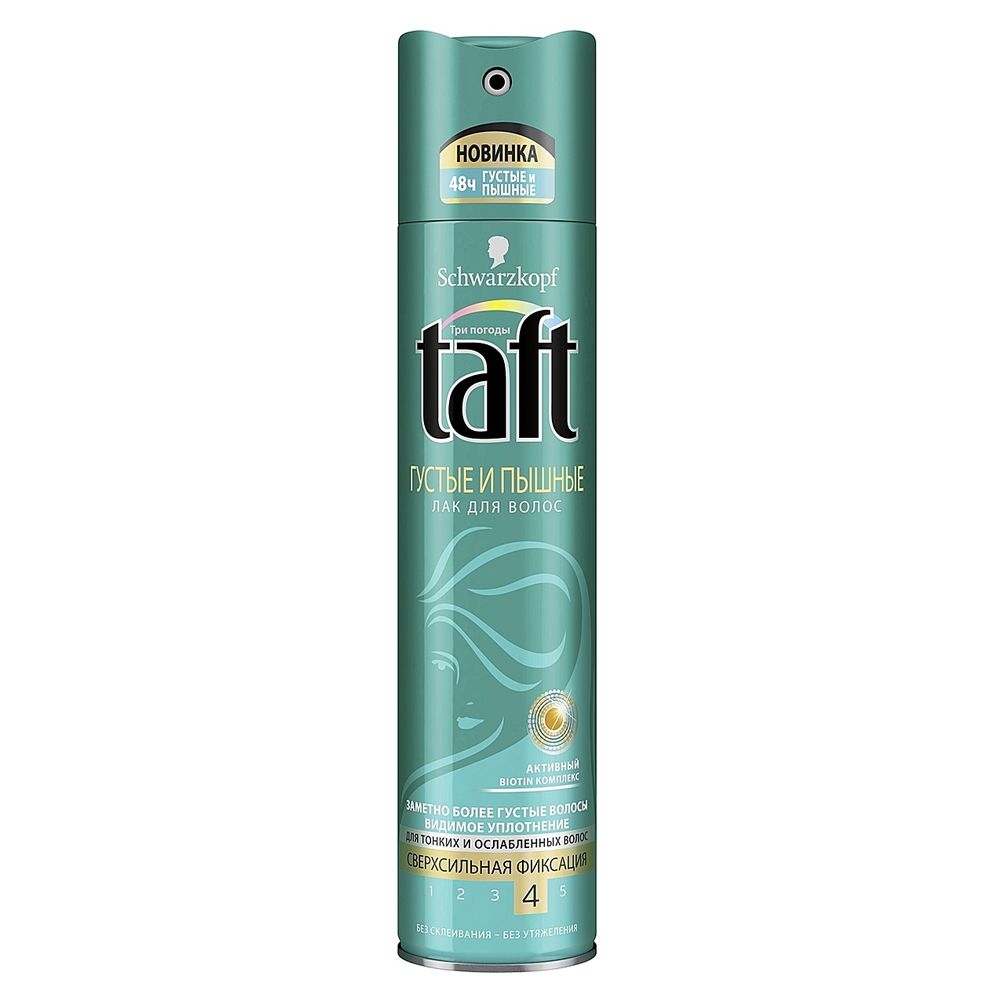 НОВИНКА
48ч ГУСТЫЕ и
ПЫШНЫЕ
Schwarzkopf
Три погоды
taft
ГУСТЫЕ И ПЫШНЫЕ
ЛАК ДЛЯ ВОЛОС
АКТИВНЫЙ
BIOTIN КОМПЛЕКС
ЗАМЕТНО БОЛЕЕ ГУСТЫЕ ВОЛОСЫ
ВИДИМОЕ УПЛОТНЕНИЕ
ДЛЯ ТОНКИХ И ОСЛАБЛЕННЫХ ВОЛОС
СВЕРХСИЛЬНАЯ ФИКСАЦИЯ
1 2 3 4 5
БЕЗ СКЛЕИВАНИЯ – БЕЗ УТЯЖЕЛЕНИЯ